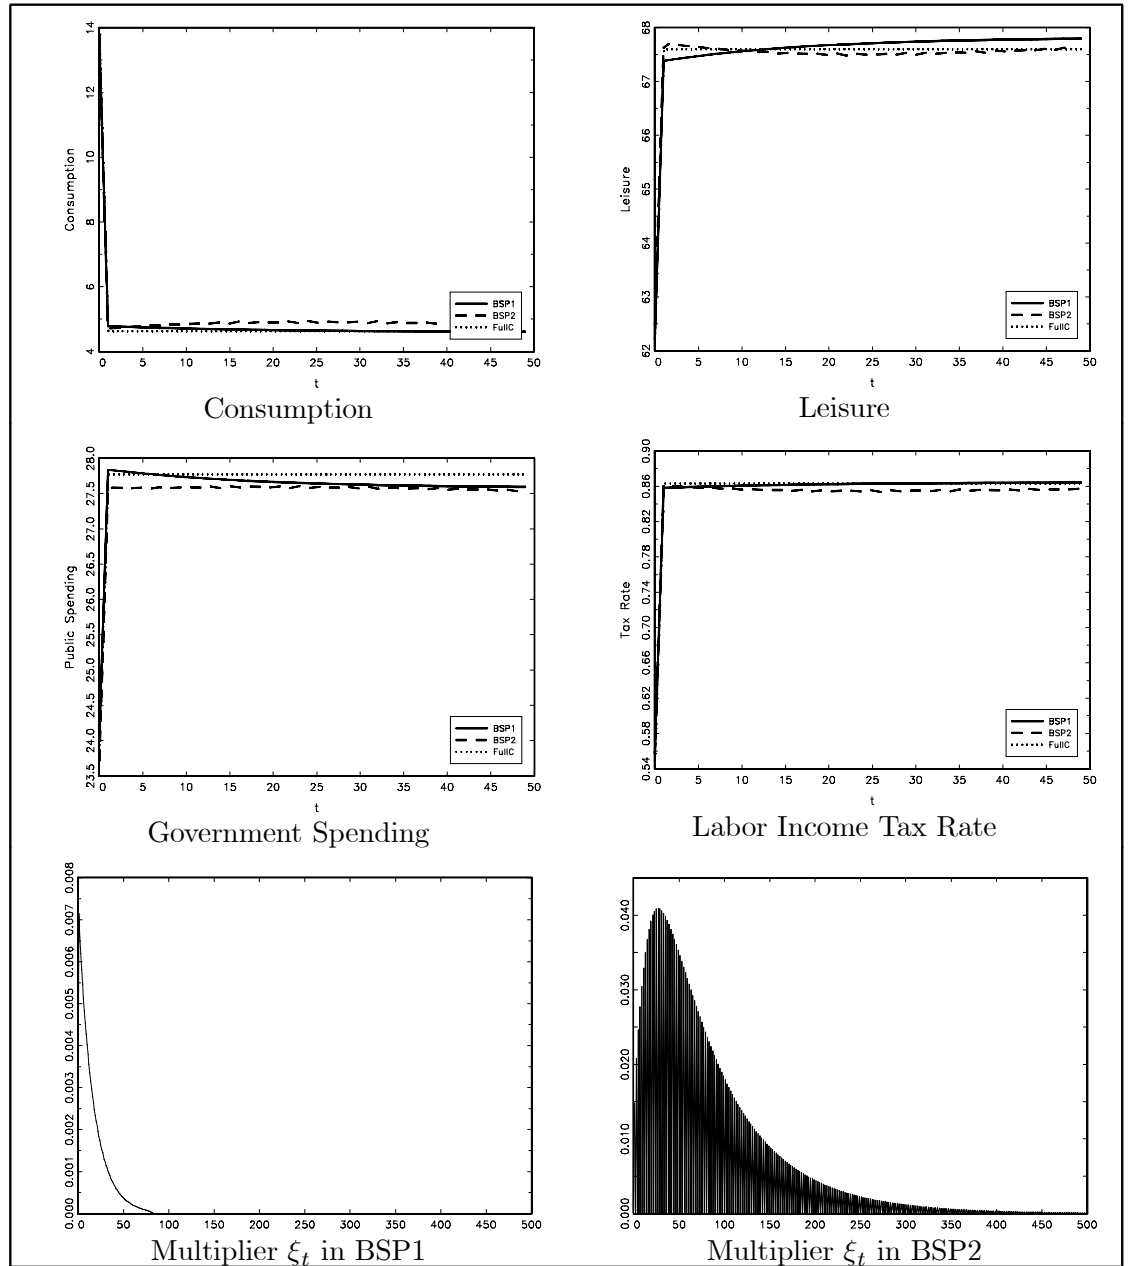 Consumption
14
12
10
8
6
4
BSP1
BSP2
FullC
0 5 10 15 20 25 30 35 40 45 50
t
Consumption
Leisure
68
67
66
65
64
63
62
BSP1
BSP2
FullC
0 5 10 15 20 25 30 35 40 45 50
t
Leisure
Public Spending
28.0
27.5
27.0
26.5
26.0
25.5
25.0
24.5
24.0
23.5
BSP1
BSP2
FullC
0 5 10 15 20 25 30 35 40 45 50
t
Government Spending
Tax Rate
0.90
0.86
0.82
0.78
0.74
0.70
0.66
0.62
0.58
0.54
BSP1
BSP2
FullC
0 5 10 15 20 25 30 35 40 45 50
t
Labor Income Tax Rate
0.008
0.007
0.006
0.005
0.004
0.003
0.002
0.001
0.000
0 50 100 150 200 250 300 350 400 450 500
Multiplier ξt in BSP1
0.040
0.030
0.020
0.010
0.000
0 50 100 150 200 250 300 350 400 450 500
Multiplier ξt in BSP2